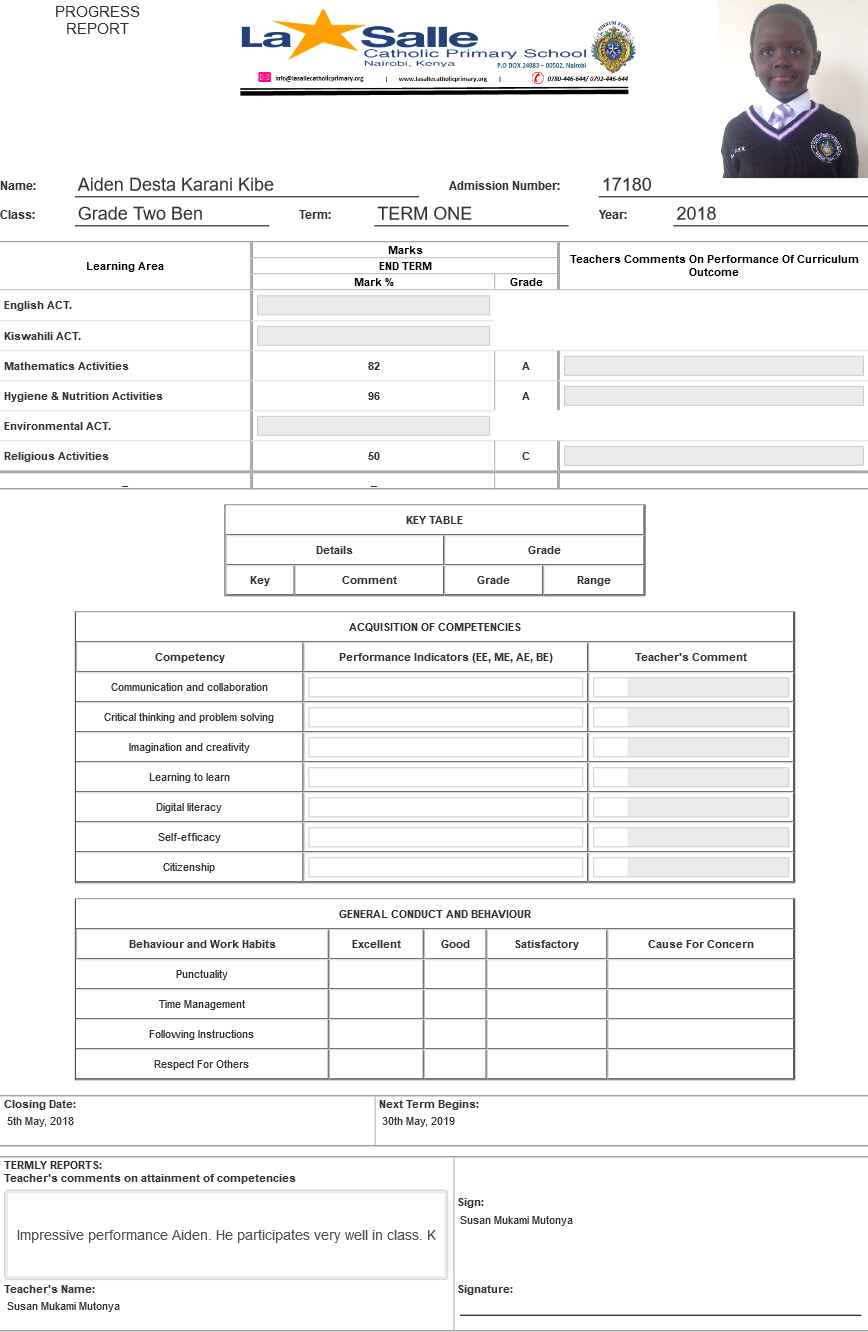 PROGRESS
REPORT
La Salle
Catholic Primary School
Nairobi, Kenya
P.O BOX 24083 – 00502, Nairobi
info@lasallecatholicprimary.org | www.lasallecatholicprimary.org | 0780-446-644/ 0792-446-644
Name: Aiden Desta Karani Kibe Admission Number: 17180
Class: Grade Two Ben Term: TERM ONE Year: 2018
Learning Area Marks Teachers Comments On Performance Of Curriculum Outcome
END TERM
Mark % Grade
English ACT.
Kiswahili ACT.
Mathematics Activities 82 A
Hygiene & Nutrition Activities 96 A
Environmental ACT.
Religious Activities 50 C
_ _
KEY TABLE
Details Grade
Key Comment Grade Range
ACQUISITION OF COMPETENCIES
Competency Performance Indicators (EE, ME, AE, BE) Teacher's Comment
Communication and collaboration
Critical thinking and problem solving
Imagination and creativity
Learning to learn
Digital literacy
Self-efficacy
Citizenship
GENERAL CONDUCT AND BEHAVIOUR
Behaviour and Work Habits Excellent Good Satisfactory Cause For Concern
Punctuality
Time Management
Following Instructions
Respect For Others
Closing Date: Next Term Begins:
5th May, 2018 30th May, 2019
TERMLY REPORTS:
Teacher's comments on attainment of competencies
Impressive performance Aiden. He participates very well in class. K
Sign:
Susan Mukami Mutonya
Teacher's Name: Signature:
Susan Mukami Mutonya